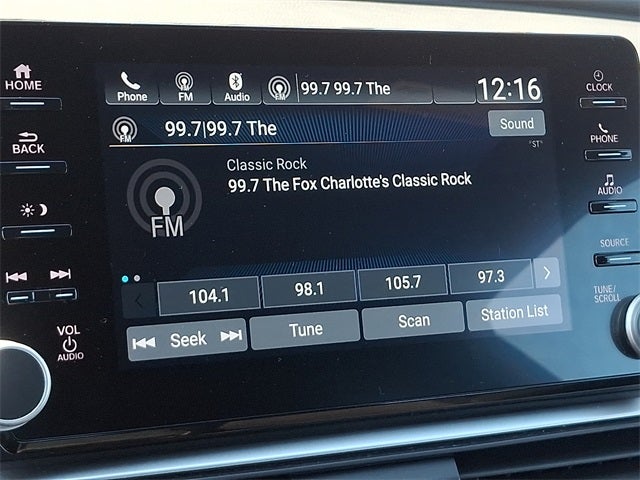 HOME
Phone
FM
Audio
FM
99.7 99.7 The
12:16
CLOCK
BACK
FM
99.7|99.7 The
Sound
PHONE
"ST"
Classic Rock
99.7 The Fox Charlotte's Classic Rock
AUDIO
FM
SOURCE
104.1
98.1
105.7
97.3
TUNE/
SCROLL
VOL
AUDIO
Seek
Tune
Scan
Station List